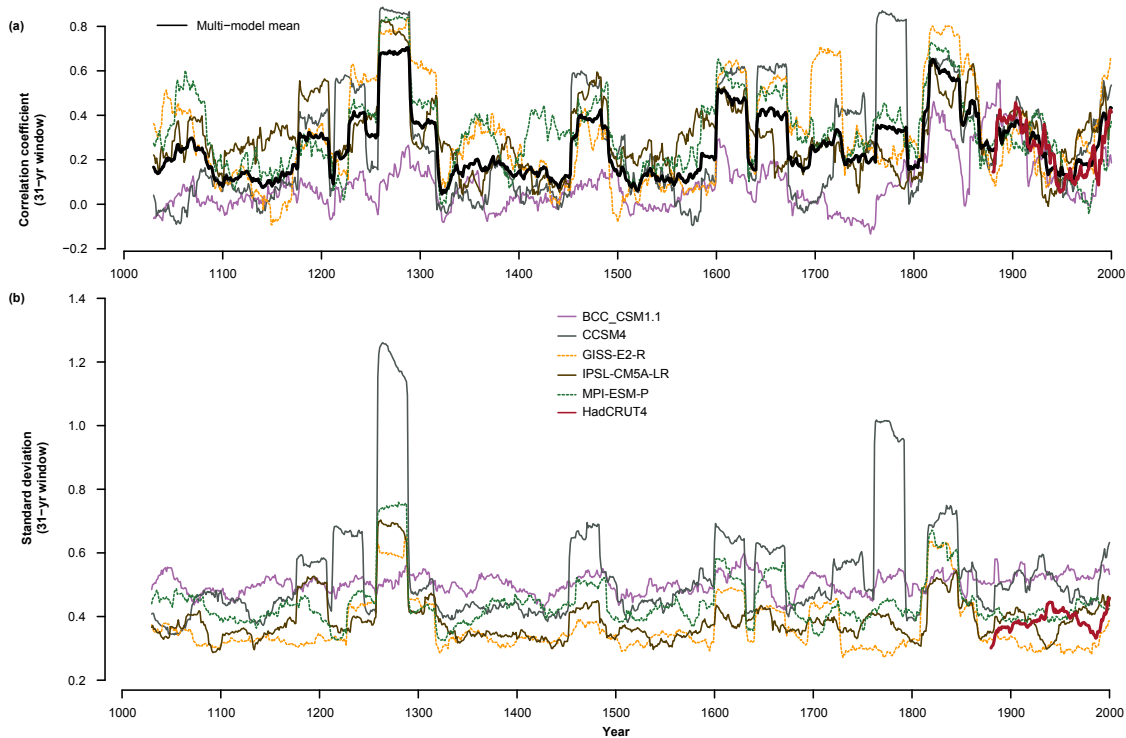 (a)
Multi−model mean
Correlation coefficient
(31−yr window)
0.8
0.6
0.4
0.2
0.0
−0.2
1000 1100 1200 1300 1400 1500 1600 1700 1800 1900 2000
(b)
Standard deviation
(31−yr window)
1.4
1.2
1.0
0.8
0.6
0.4
0.2
BCC_CSM1.1
CCSM4
GISS-E2-R
IPSL-CM5A-LR
MPI-ESM-P
HadCRUT4
1000 1100 1200 1300 1400 1500 1600 1700 1800 1900 2000
Year